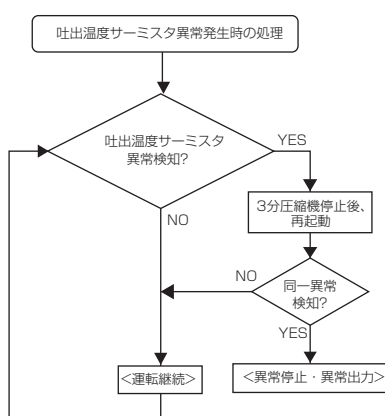 吐出温度サーミスタ異常発生時の処理
吐出温度サーミスタ
異常検知?
YES
NO
3分圧縮機停止後、
再起動
NO
同一異常
検知?
YES
<運転継続>
<異常停止・異常出力>